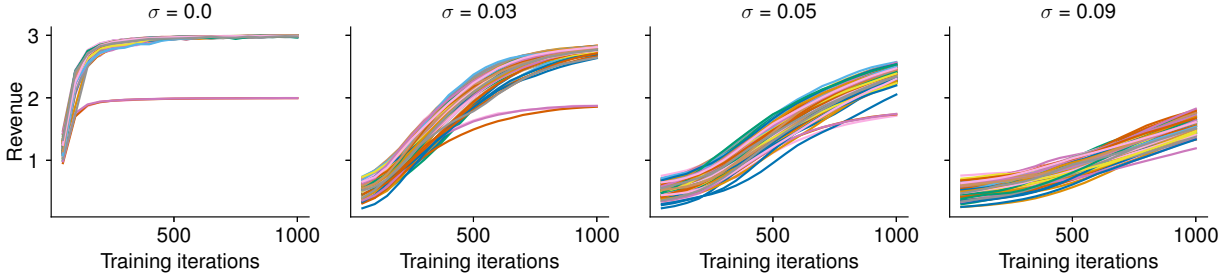 σ = 0.0
σ = 0.03
σ = 0.05
σ = 0.09
Revenue
3
2
1
500
1000
500
1000
500
1000
500
1000
Training iterations
Training iterations
Training iterations
Training iterations